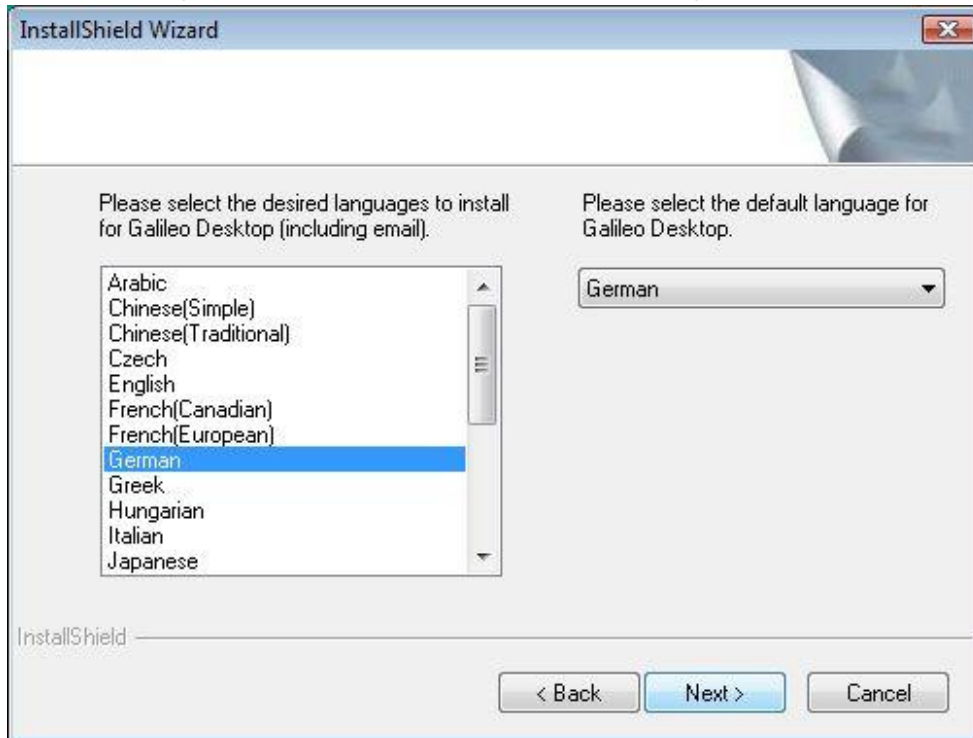 InstallShield Wizard
Please select the desired languages to install
for Galileo Desktop (including email).
Arabic
Chinese(Simple)
Chinese(Traditional)
Czech
English
French(Canadian)
French(European)
German
Greek
Hungarian
Italian
Japanese
Please select the default language for
Galileo Desktop.
German
InstallShield
< Back
Next >
Cancel